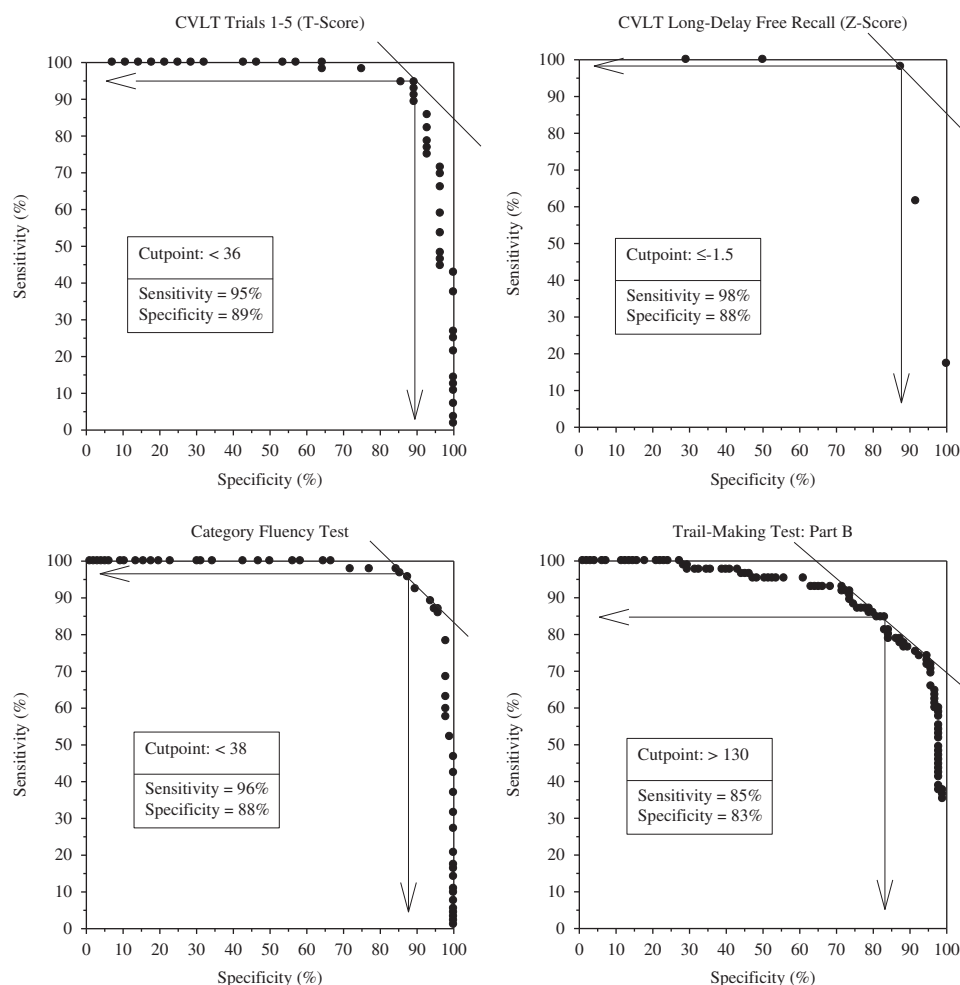 CVLT Trials 1-5 (T-Score)
100
90
80
70
60
50
40
30
20
10
0
Sensitivity (%)
Cutpoint: < 36
Sensitivity = 95%
Specificity = 89%
0 10 20 30 40 50 60 70 80 90 100
Specificity (%)
CVLT Long-Delay Free Recall (Z-Score)
100
90
80
70
60
50
40
30
20
10
0
Sensitivity (%)
Cutpoint: ≤-1.5
Sensitivity = 98%
Specificity = 88%
0 10 20 30 40 50 60 70 80 90 100
Specificity (%)
Category Fluency Test
100
90
80
70
60
50
40
30
20
10
0
Sensitivity (%)
Cutpoint: < 38
Sensitivity = 96%
Specificity = 88%
0 10 20 30 40 50 60 70 80 90 100
Specificity (%)
Trail-Making Test: Part B
100
90
80
70
60
50
40
30
20
10
0
Sensitivity (%)
Cutpoint: > 130
Sensitivity = 85%
Specificity = 83%
0 10 20 30 40 50 60 70 80 90 100
Specificity (%)